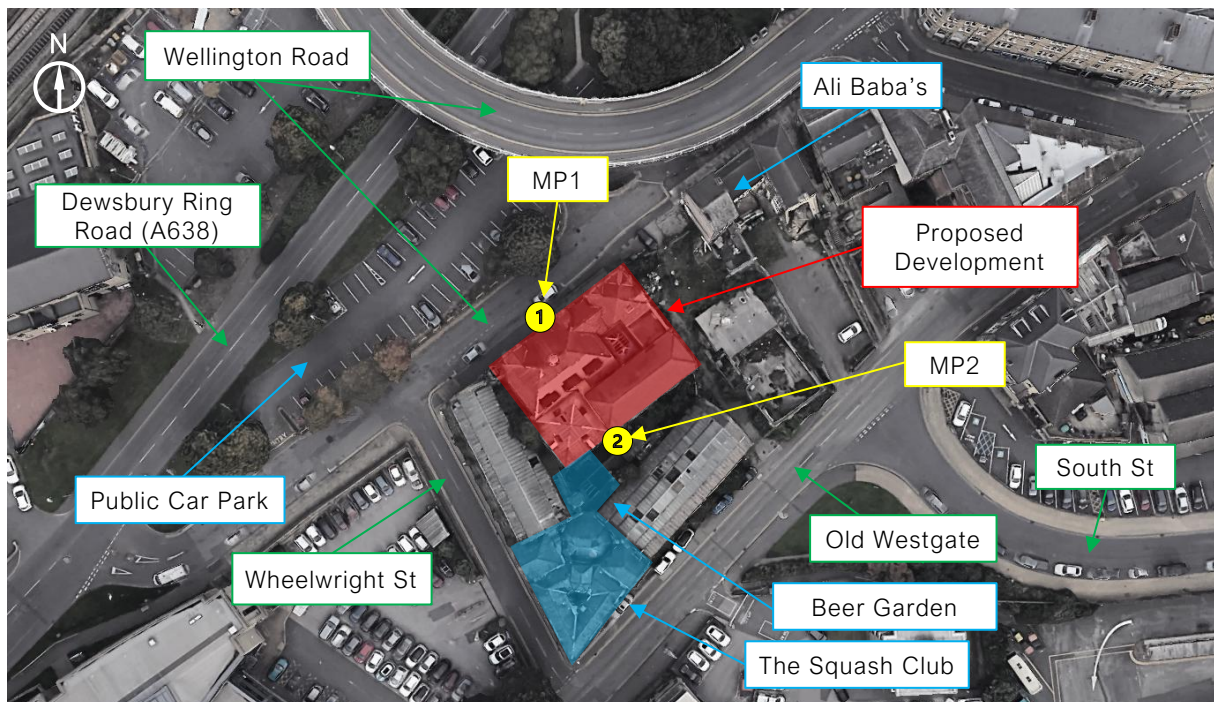 N
Wellington Road
Ali Baba's
MP1
Dewsbury Ring
Road (A638)
Proposed
Development
1
MP2
2
South St
Public Car Park
Old Westgate
Wheelwright St
Beer Garden
The Squash Club